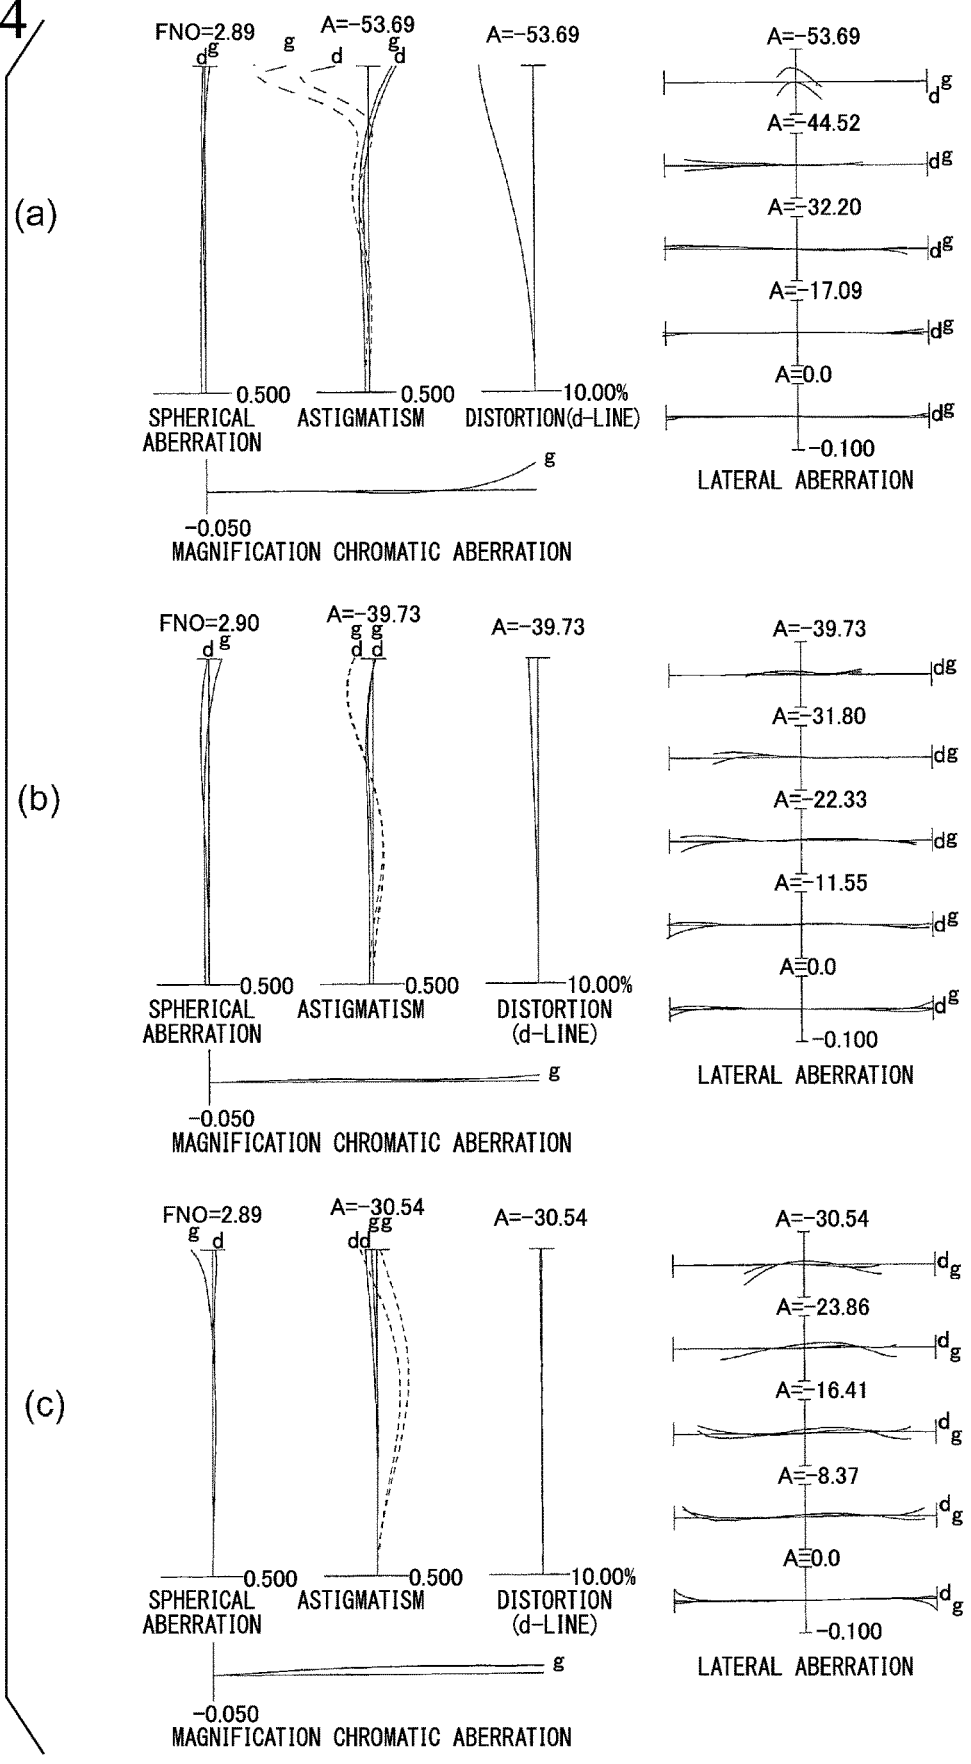 4
(a)
FNO=2.89
d g
A=-53.69
g d g d
A=-53.69
0.500
SPHERICAL
ABERRATION
0.500
ASTIGMATISM
10.00%
DISTORTION(d-LINE)
g
-0.050
MAGNIFICATION CHROMATIC ABERRATION
A=-53.69
d g
A=-44.52
d g
A=-32.20
d g
A=-17.09
d g
A=0.0
d g
-0.100
LATERAL ABERRATION
(b)
FNO=2.90
d g
A=-39.73
g g
d d
A=-39.73
0.500
SPHERICAL
ABERRATION
0.500
ASTIGMATISM
10.00%
DISTORTION
(d-LINE)
g
-0.050
MAGNIFICATION CHROMATIC ABERRATION
A=-39.73
d g
A=-31.80
d g
A=-22.33
d g
A=-11.55
d g
A=0.0
d g
-0.100
LATERAL ABERRATION
(c)
FNO=2.89
g d
A=-30.54
g g
d d
A=-30.54
0.500
SPHERICAL
ABERRATION
0.500
ASTIGMATISM
10.00%
DISTORTION
(d-LINE)
g
-0.050
MAGNIFICATION CHROMATIC ABERRATION
A=-30.54
d g
A=-23.86
d g
A=-16.41
d g
A=-8.37
d g
A=0.0
d g
-0.100
LATERAL ABERRATION